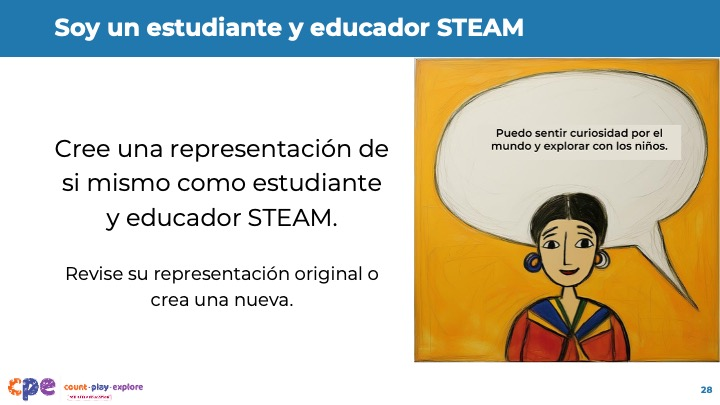 Soy un estudiante y educador STEAM
Cree una representación de
si mismo como estudiante
y educador STEAM.
Revise su representación original o
crea una nueva.
Puedo sentir curiosidad por el
mundo y explorar con los niños.
cpe
count·play·explore
28